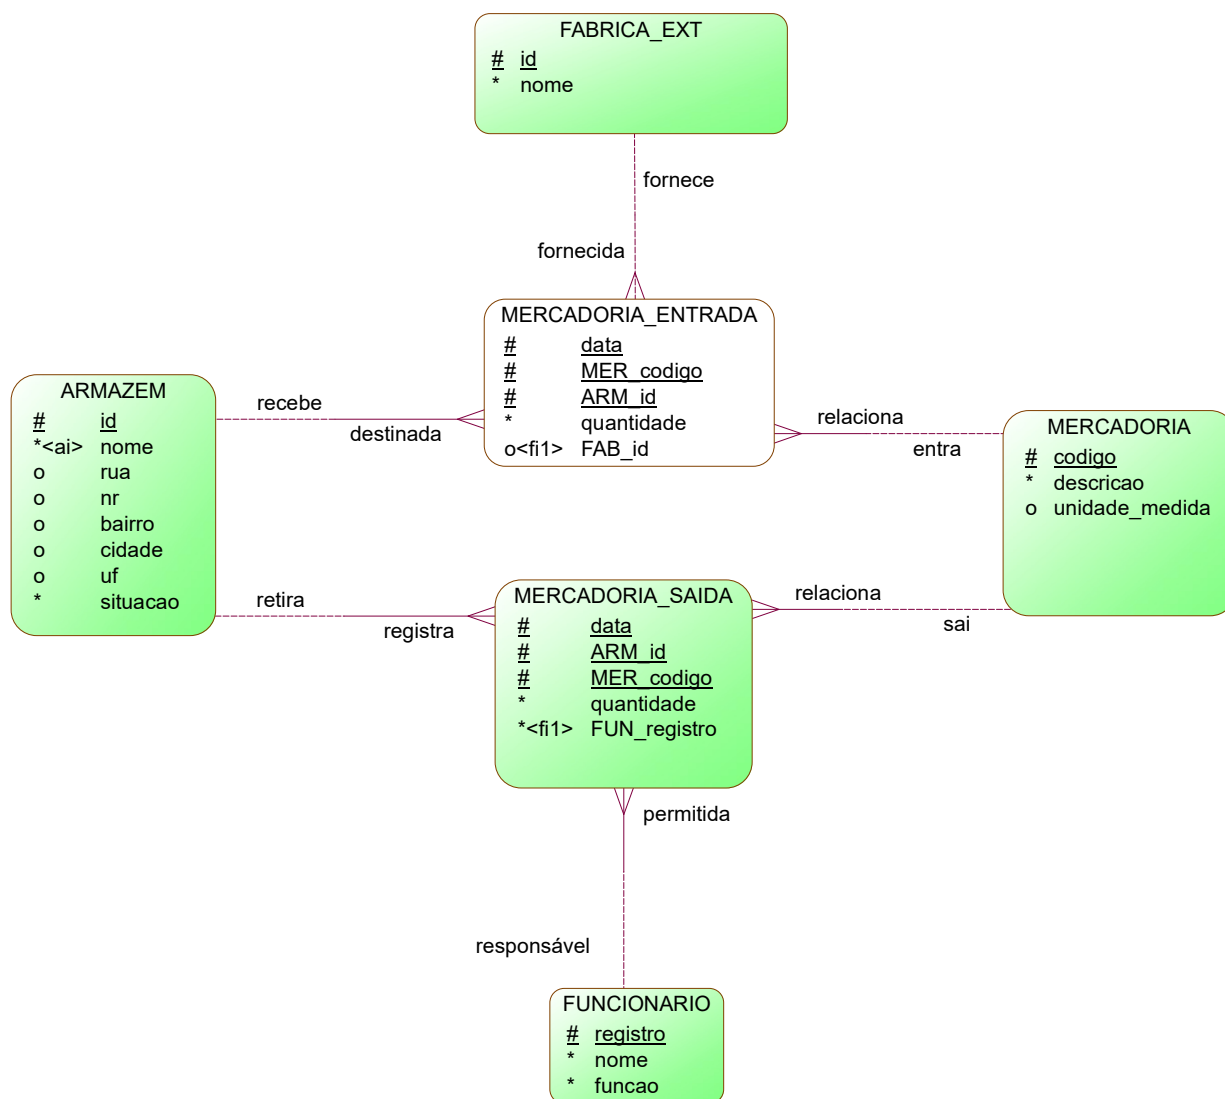 FABRICA_EXT
# id
* nome
fornece
fornecida
MERCADORIA_ENTRADA
# data
# MER_codigo
# ARM_id
* quantidade
o<fi1> FAB_id
ARMAZEM
# id
*<ai> nome
o rua
o nr
o bairro
o cidade
o uf
* situacao
recebe
destinada
relaciona
entra
MERCADORIA
# codigo
* descricao
o unidade_medida
retira
registra
MERCADORIA_SAIDA
# data
# ARM_id
# MER_codigo
* quantidade
*<fi1> FUN_registro
relaciona
sai
permitida
responsável
FUNCIONARIO
# registro
* nome
* funcao